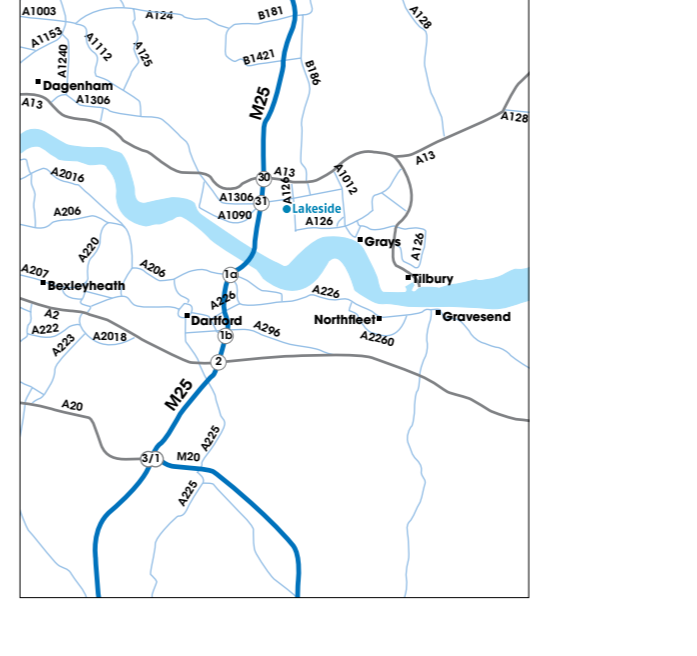 A1003
A124
B181
A128
A1153
A1240
A1112
A125
B1421
B186
M25
Dagenham
A1306
A13
A128
A13
A2016
30
A13
A126
A1012
A1306
31
Lakeside
A1090
A126
A206
A220
Grays
A126
A207
Bexleyheath
A206
1a
Tilbury
A226
A226
A2
Dartford
Northfleet
Gravesend
A222
A223
A2018
1b
A296
A2260
2
M25
A20
A225
3/1
M20
A225